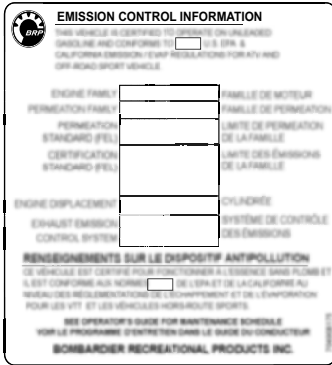 BRP
EMISSION CONTROL INFORMATION
THIS VEHICLE IS CERTIFIED TO OPERATE ON UNLEADED
GASOLINE AND CONFORMS TO U.S. EPA &
CALIFORNIA EMISSION / EVAP REGULATIONS FOR ATV AND
OFF-ROAD SPORT VEHICLE.
ENGINE FAMILY FAMILLE DE MOTEUR
PERMEATION FAMILY FAMILLE DE PERMEATION
PERMEATION LIMITE DE PERMEATION
STANDARD (FEL) DE LA FAMILLE
CERTIFICATION LIMITE DES ÉMISSIONS
STANDARD (FEL) DE LA FAMILLE
ENGINE DISPLACEMENT CYLINDRÉE
EXHAUST EMISSION SYSTÈME DE CONTRÔLE
CONTROL SYSTEM DES ÉMISSIONS
RENSEIGNEMENTS SUR LE DISPOSITIF ANTIPOLLUTION
CE VÉHICULE EST CERTIFIÉ POUR FONCTIONNER À L'ESSENCE SANS PLOMB ET
IL EST CONFORME AUX NORMES DE L'EPA ET DE LA CALIFORNIE AU
NIVEAU DES RÉGLEMENTATIONS DE L'ÉCHAPPEMENT ET DE L'ÉVAPORATION
POUR LES VTT ET LES VÉHICULES HORS-ROUTE SPORTS.
SEE OPERATOR'S GUIDE FOR MAINTENANCE SCHEDULE
VOIR LE PROGRAMME D'ENTRETIEN DANS LE GUIDE DU CONDUCTEUR
BOMBARDIER RECREATIONAL PRODUCTS INC.